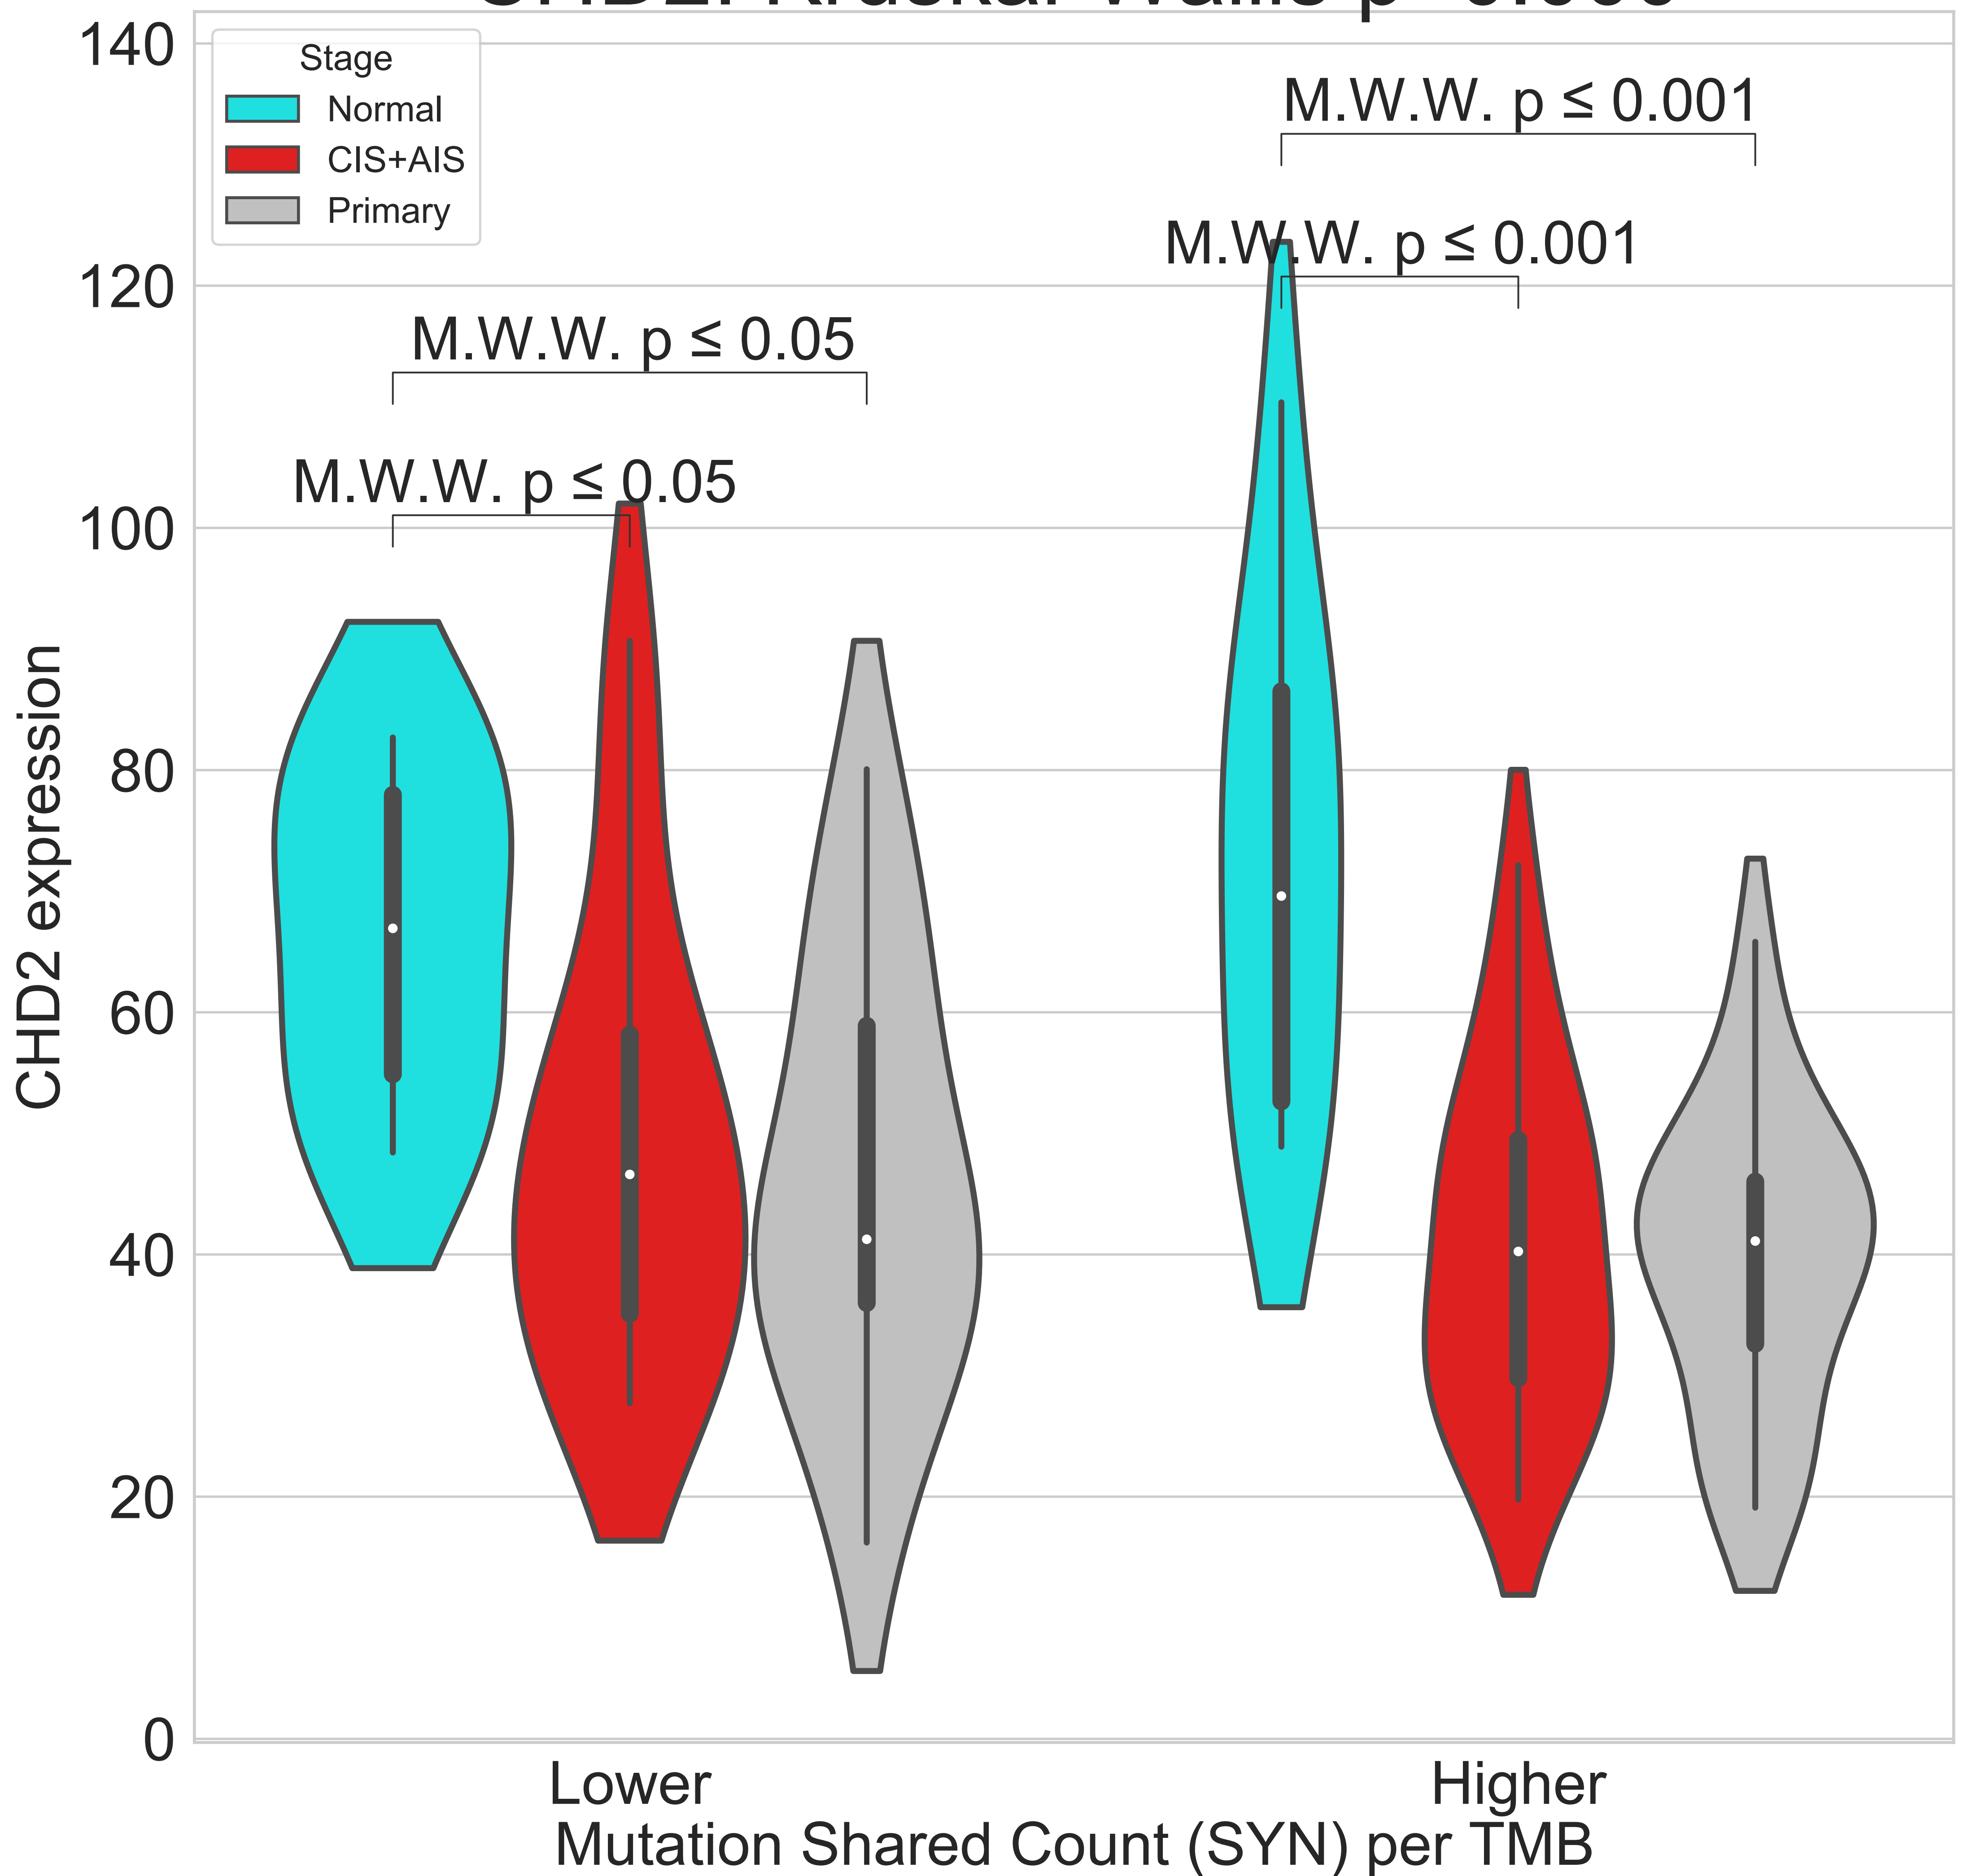 140
120
100
80
60
40
20
0
CHD2 expression
Stage
Normal
CIS+AIS
Primary
M.W.W. p ≤ 0.001
M.W.W. p ≤ 0.001
M.W.W. p ≤ 0.05
M.W.W. p ≤ 0.05
Lower
Higher
Mutation Shared Count (SYN) per TMB